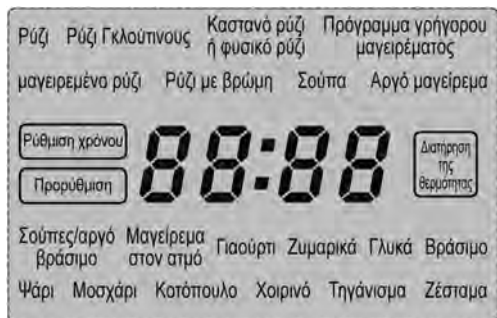 Ρύζι Ρύζι Γκλούτινους Καστανό ρύζι ή φυσικό ρύζι Πρόγραμμα γρήγορου μαγειρέματος
μαγειρεμένο ρύζι Ρύζι με βρώμη Σούπα Αργό μαγείρεμα
Ρύθμιση χρόνου
Προρύθμιση
88:88
Διατήρηση
της
θερμότητας
Σούπες/αργό βράσιμο Μαγείρεμα στον ατμό Γιαούρτι Ζυμαρικά Γλυκά Βράσιμο
Ψάρι Μοσχάρι Κοτόπουλο Χοιρινό Τηγάνισμα Ζέσταμα